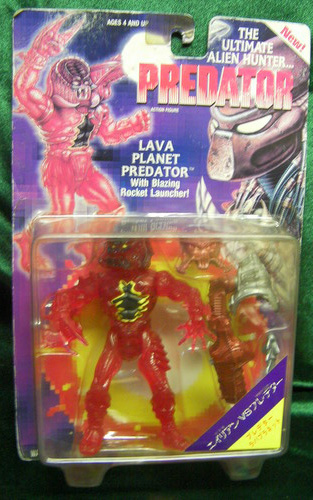 AGES 4 AND UP
New!
THE
ULTIMATE
ALIEN HUNTER...
PREDATOR
ACTION FIGURE
LAVA
PLANET
PREDATOR™
With Blazing
Rocket Launcher!
エイリアンVSプレデター